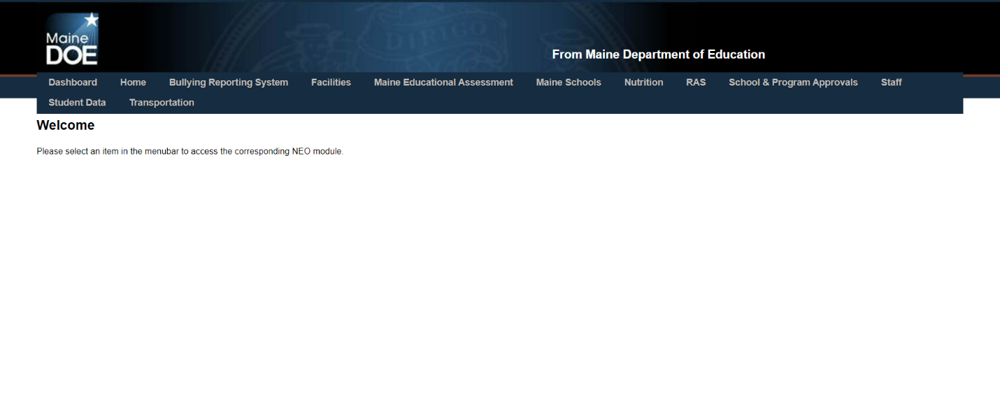 Maine
DOE
DIRIGO
From Maine Department of Education
Dashboard Home Bullying Reporting System Facilities Maine Educational Assessment Maine Schools Nutrition RAS School & Program Approvals Staff
Student Data Transportation
Welcome
Please select an item in the menubar to access the corresponding NEO module.